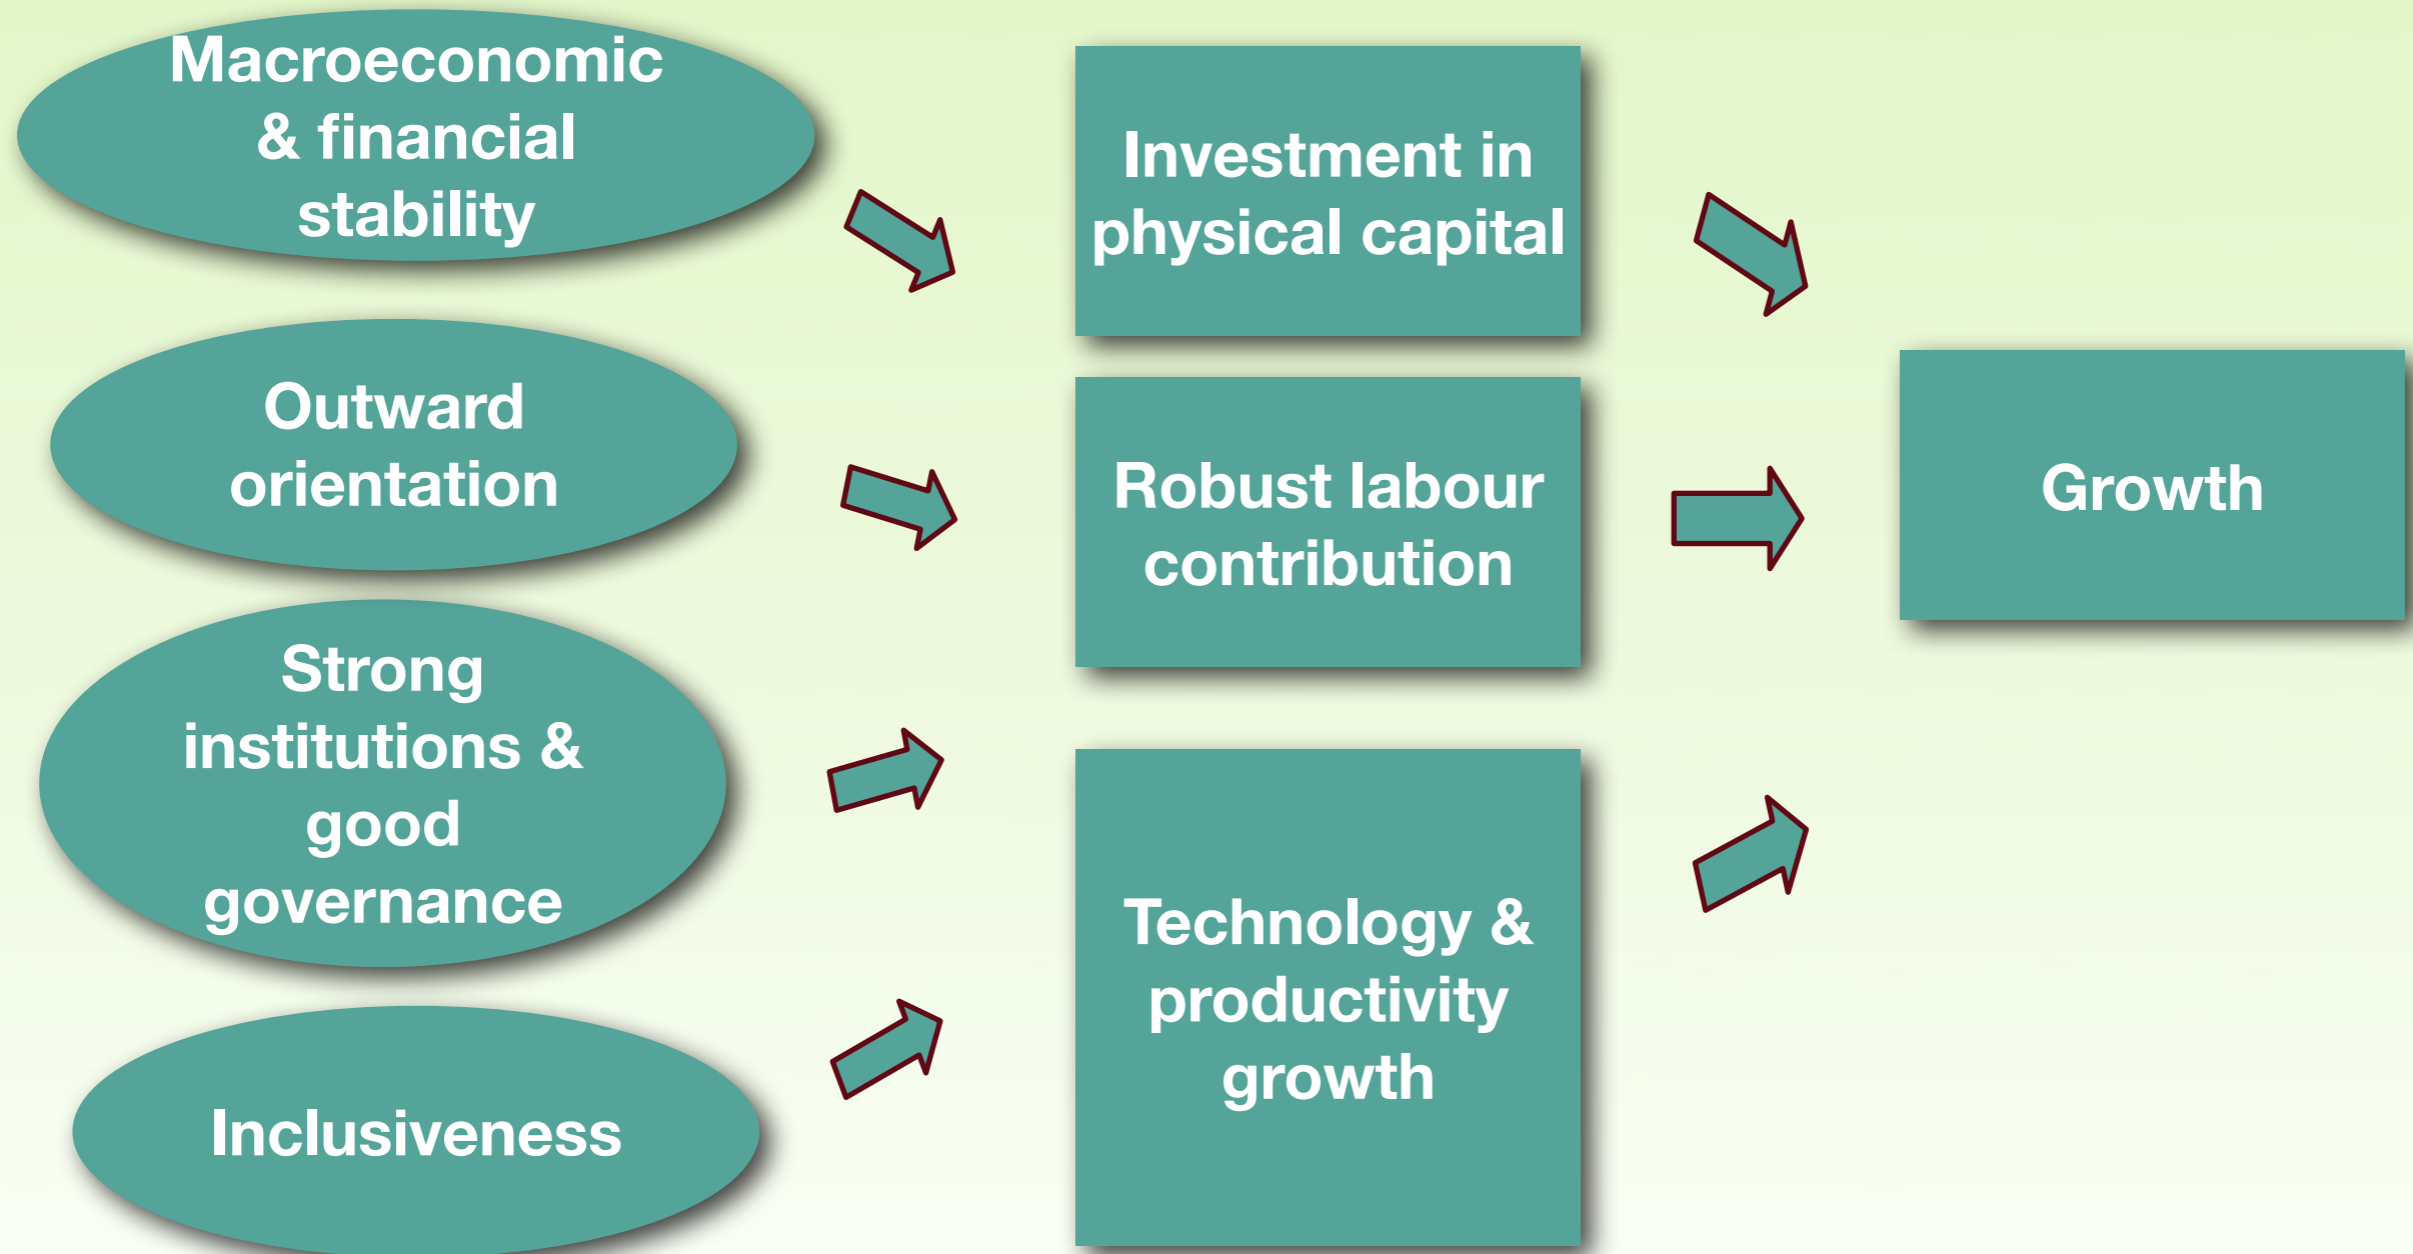 Macroeconomic
& financial
stability
Outward
orientation
Strong
institutions &
good
governance
Inclusiveness
Investment in
physical capital
Robust labour
contribution
Technology &
productivity
growth
Growth